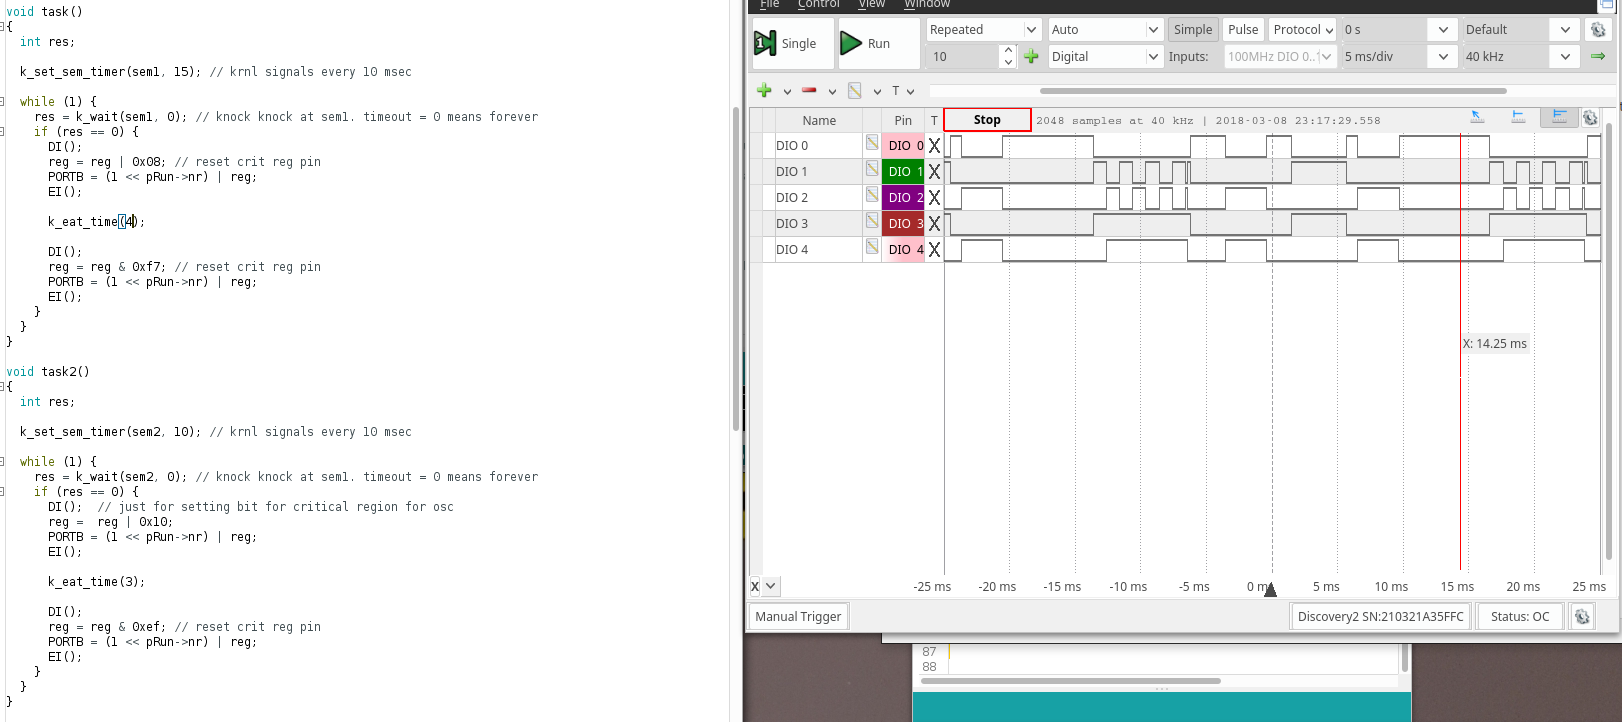 void task()
{
int res;
k_set_sem_timer(sem1, 15); // krnl signals every 10 msec
while (1) {
res = k_wait(sem1, 0); // knock knock at sem1. timeout = 0 means forever
if (res == 0) {
DI();
reg = reg | 0x08; // reset crit reg pin
PORTB = (1 << pRun->nr) | reg;
EI();
k_eat_time(4);
DI();
reg = reg & 0xf7; // reset crit reg pin
PORTB = (1 << pRun->nr) | reg;
EI();
}
}
}
void task2()
{
int res;
k_set_sem_timer(sem2, 10); // krnl signals every 10 msec
while (1) {
res = k_wait(sem2, 0); // knock knock at sem1. timeout = 0 means forever
if (res == 0) {
DI();  // just for setting bit for critical region for osc
reg =  reg | 0x10;
PORTB = (1 << pRun->nr) | reg;
EI();
k_eat_time(3);
DI();
reg = reg & 0xef; // reset crit reg pin
PORTB = (1 << pRun->nr) | reg;
EI();
}
}
}
File Control View Window
1 Single Run Repeated Auto Simple Pulse Protocol 0 s Default
10 Digital Inputs: 100MHz DIO 0.. 5 ms/div 40 kHz
T
Name Pin T Stop 2048 samples at 40 kHz | 2018-03-08 23:17:29.558
DIO 0 DIO 0 X
DIO 1 DIO 1 X
DIO 2 DIO 2 X
DIO 3 DIO 3 X
DIO 4 DIO 4 X
X: 14.25 ms
X -25 ms -20 ms -15 ms -10 ms -5 ms 0 m 5 ms 10 ms 15 ms 20 ms 25 ms
Manual Trigger Discovery2 SN:210321A35FFC Status: OC
87
88